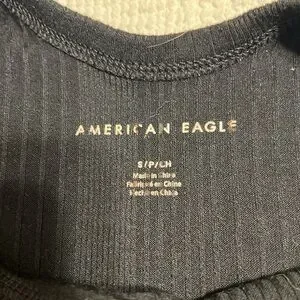 AMERICAN EAGLE
S/P/CH
Made in China
Fabriqué en Chine
Hecho en China